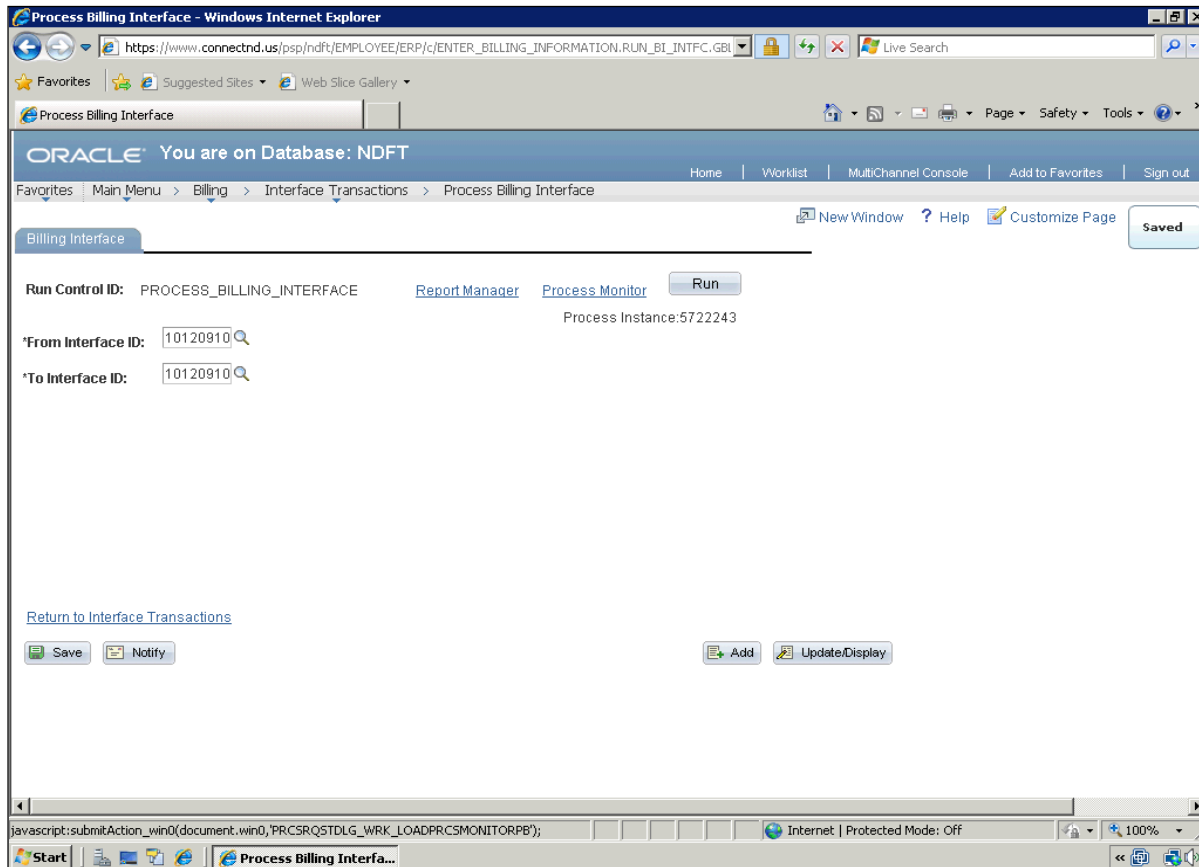 Process Billing Interface - Windows Internet Explorer
https://www.connectnd.us/psp/ndft/EMPLOYEE/ERP/c/ENTER_BILLING_INFORMATION.RUN_BI_INTFC.GBL
Live Search
Favorites Suggested Sites Web Slice Gallery
Process Billing Interface Page Safety Tools
ORACLE You are on Database: NDFT
Home | Worklist | MultiChannel Console | Add to Favorites | Sign out
Favorites Main Menu > Billing > Interface Transactions > Process Billing Interface
New Window ? Help Customize Page
Saved
Billing Interface
Run Control ID: PROCESS_BILLING_INTERFACE Report Manager Process Monitor Run
Process Instance:5722243
*From Interface ID: 10120910
*To Interface ID: 10120910
Return to Interface Transactions
Save Notify Add Update/Display
javascript:submitAction_win0(document.win0,'PRCSRQSTDLG_WRK_LOADPRCSMONITORPB'); Internet | Protected Mode: Off 100%
Start Process Billing Interfa...